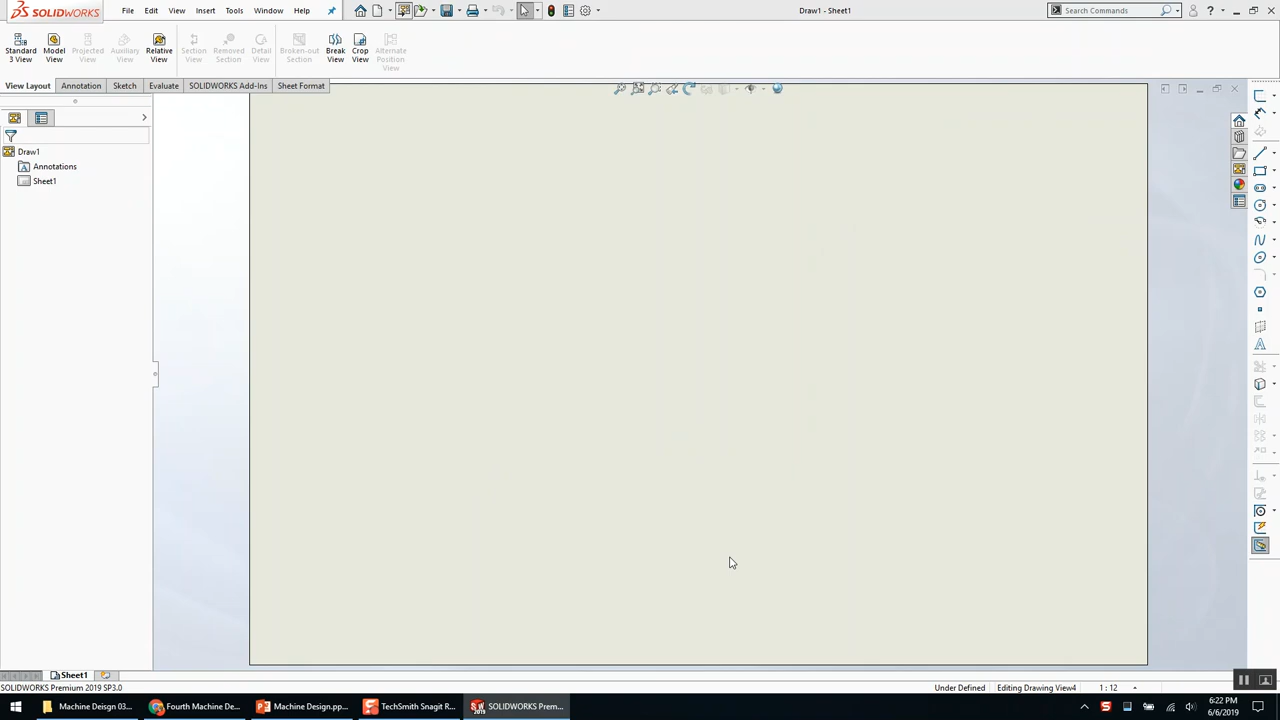 SOLIDWORKS File Edit View Insert Tools Window Help Draw1 - Sheet1 Search Commands
Standard 3 View
Model View
Projected View
Auxiliary View
Relative View
Section View
Removed Section
Detail View
Broken-out Section
Break View
Crop View
Alternate Position View
View Layout Annotation Sketch Evaluate SOLIDWORKS Add-Ins Sheet Format
Draw1
Annotations
Sheet1
Sheet1
SOLIDWORKS Premium 2019 SP3.0 Under Defined Editing Drawing View4 1 : 12
Machine Deisgn 03... Fourth Machine De... Machine Design.pp... TechSmith Snagit R... SOLIDWORKS Prem... 6:22 PM
6/6/2019